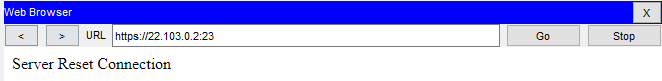 Web Browser X
< > URL https://22.103.0.2:23 Go Stop
Server Reset Connection